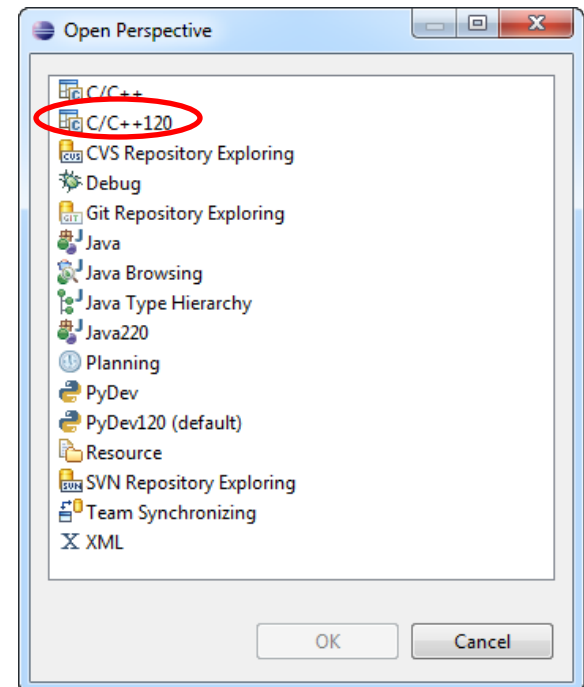 Open Perspective
C/C++
C/C++120
CVS Repository Exploring
Debug
Git Repository Exploring
Java
Java Browsing
Java Type Hierarchy
Java220
Planning
PyDev
PyDev120 (default)
Resource
SVN Repository Exploring
Team Synchronizing
XML
OK Cancel